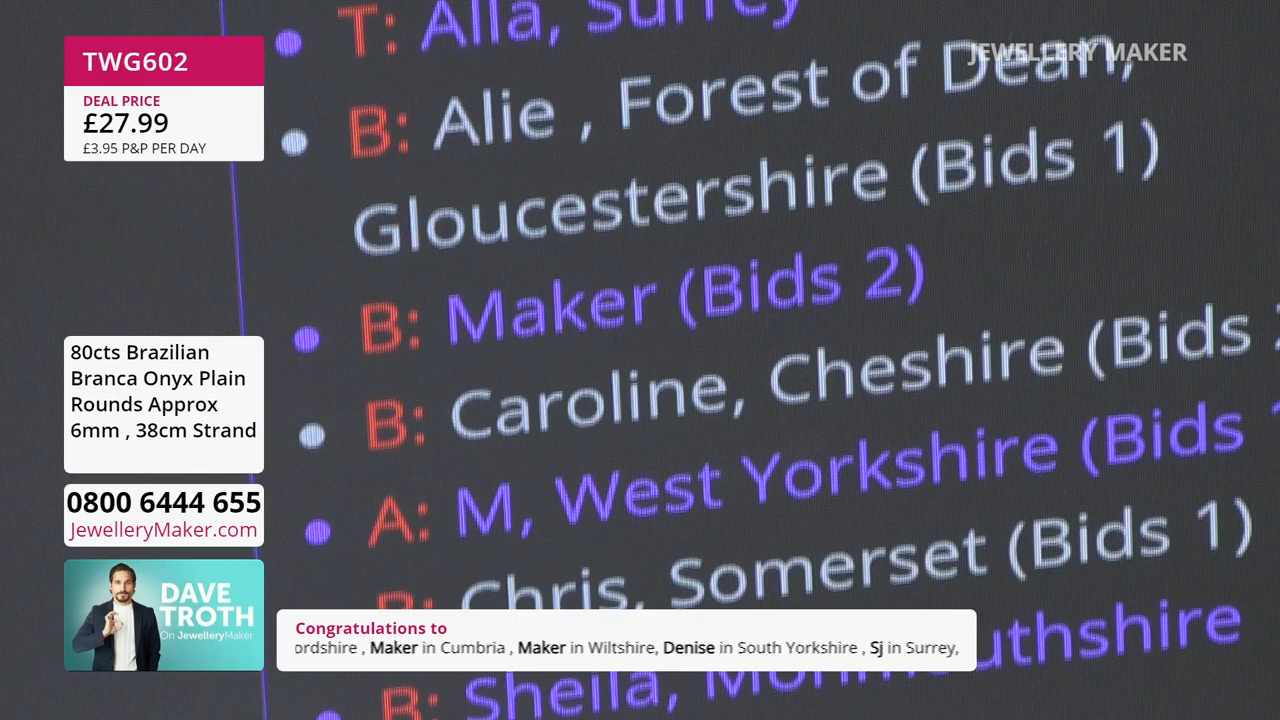 TWG602
DEAL PRICE
£27.99
£3.95 P&P PER DAY
JEWELLERY MAKER
T: Alla, Surrey
B: Alie , Forest of Dean,
Gloucestershire (Bids 1)
B: Maker (Bids 2)
B: Caroline, Cheshire (Bids
A: M, West Yorkshire (Bids
B: Chris, Somerset (Bids 1)
B: Sheila, Monmouthshire
80cts Brazilian
Branca Onyx Plain
Rounds Approx
6mm , 38cm Strand
0800 6444 655
JewelleryMaker.com
DAVE
TROTH
On JewelleryMaker
Congratulations to
ordshire , Maker in Cumbria , Maker in Wiltshire, Denise in South Yorkshire , Sj in Surrey,